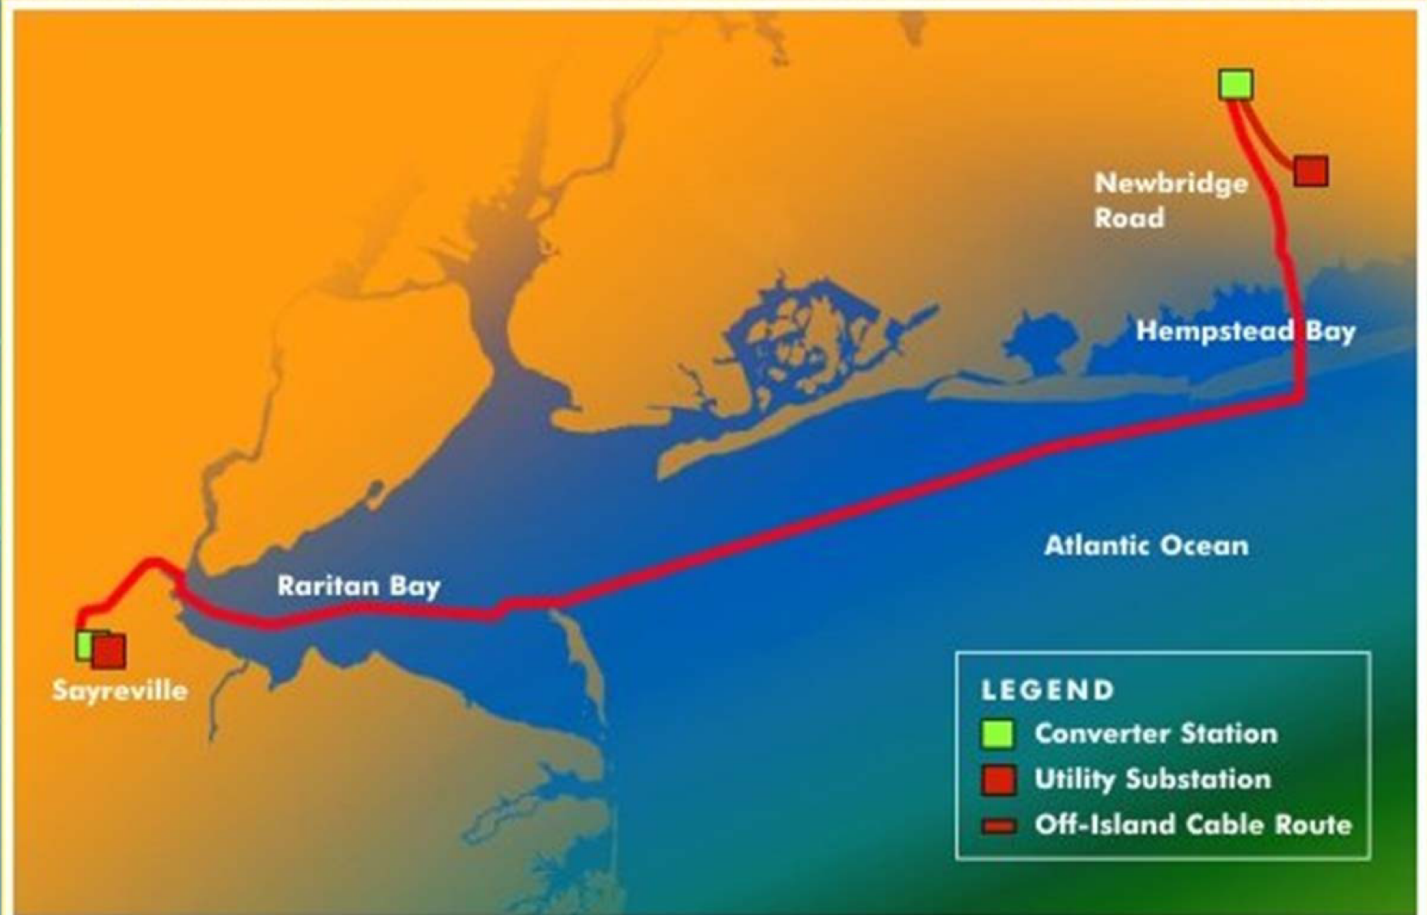 Newbridge
Road
Hempstead Bay
Atlantic Ocean
Raritan Bay
Sayreville
LEGEND
Converter Station
Utility Substation
Off-Island Cable Route